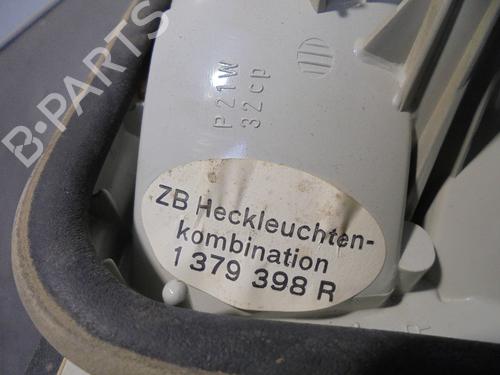 B-PARTS
P21W
32cp
ZB Heckleuchten-
kombination
1 379 398 R
R